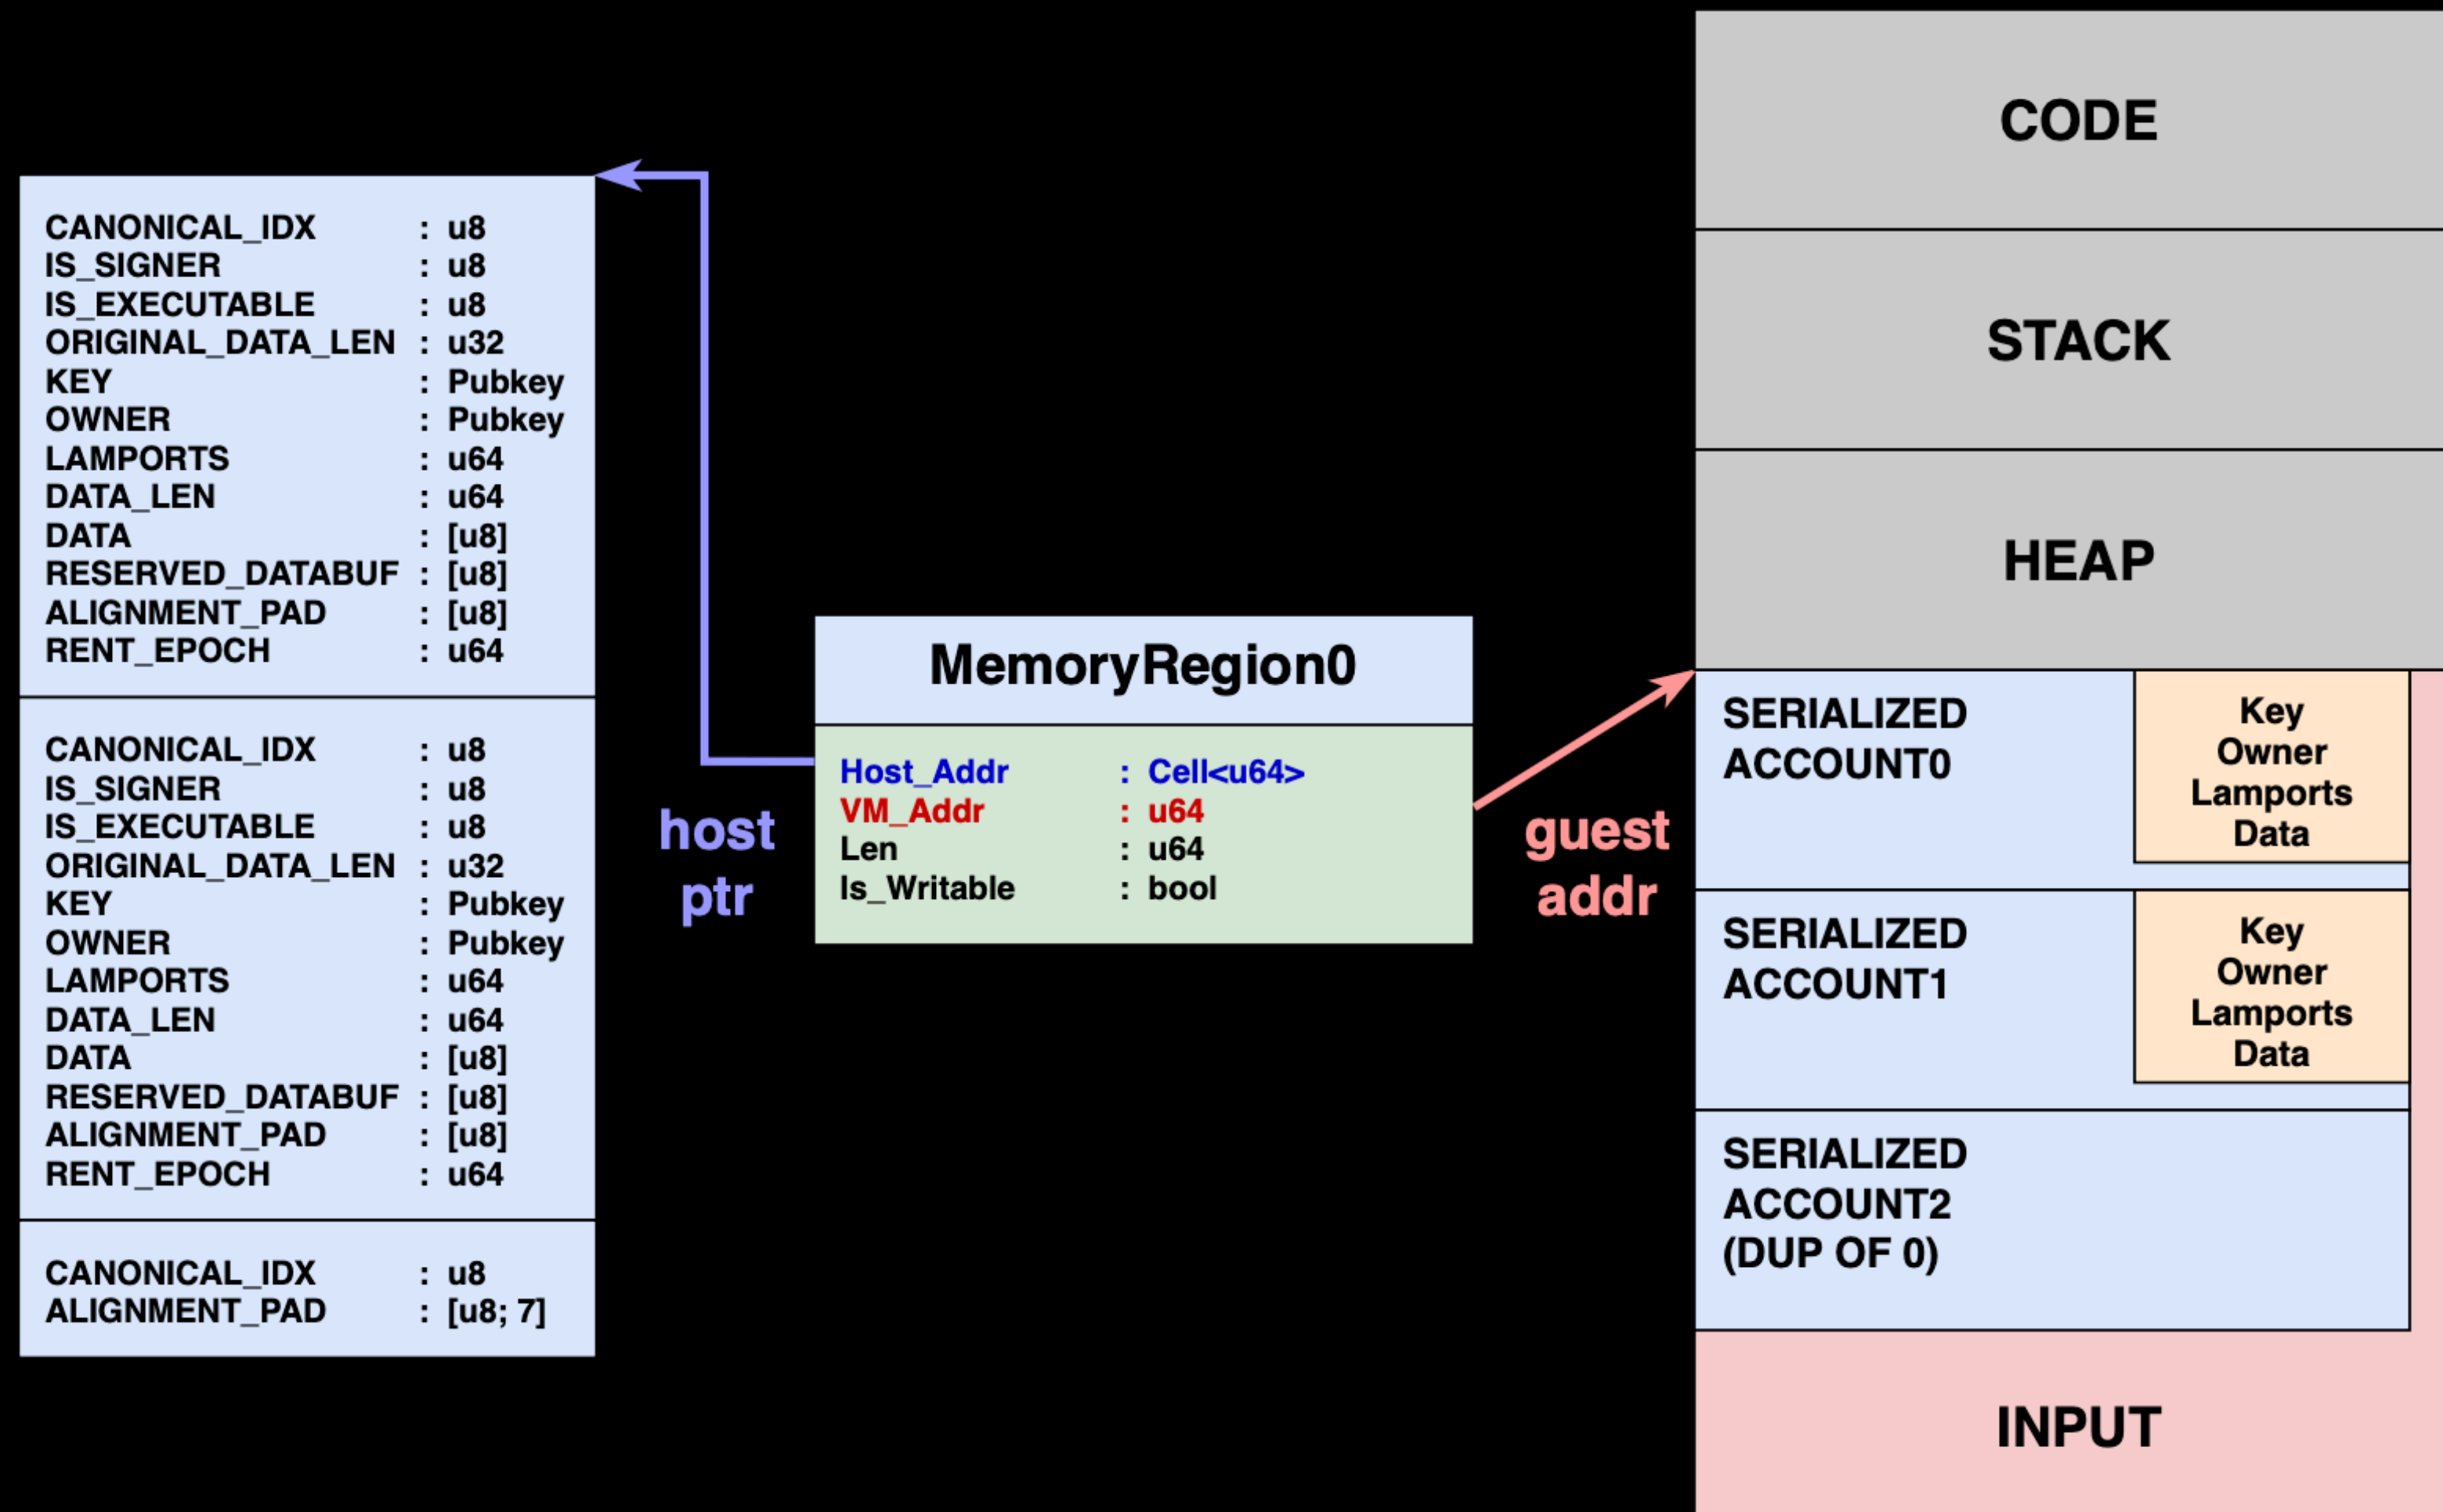 CANONICAL_IDX : u8
IS_SIGNER : u8
IS_EXECUTABLE : u8
ORIGINAL_DATA_LEN : u32
KEY : Pubkey
OWNER : Pubkey
LAMPORTS : u64
DATA_LEN : u64
DATA : [u8]
RESERVED_DATABUF : [u8]
ALIGNMENT_PAD : [u8]
RENT_EPOCH : u64
CANONICAL_IDX : u8
IS_SIGNER : u8
IS_EXECUTABLE : u8
ORIGINAL_DATA_LEN : u32
KEY : Pubkey
OWNER : Pubkey
LAMPORTS : u64
DATA_LEN : u64
DATA : [u8]
RESERVED_DATABUF : [u8]
ALIGNMENT_PAD : [u8]
RENT_EPOCH : u64
CANONICAL_IDX : u8
ALIGNMENT_PAD : [u8; 7]
host
ptr
MemoryRegion0
Host_Addr : Cell<u64>
VM_Addr : u64
Len : u64
Is_Writable : bool
guest
addr
CODE
STACK
HEAP
SERIALIZED
ACCOUNT0
Key
Owner
Lamports
Data
SERIALIZED
ACCOUNT1
Key
Owner
Lamports
Data
SERIALIZED
ACCOUNT2
(DUP OF 0)
INPUT